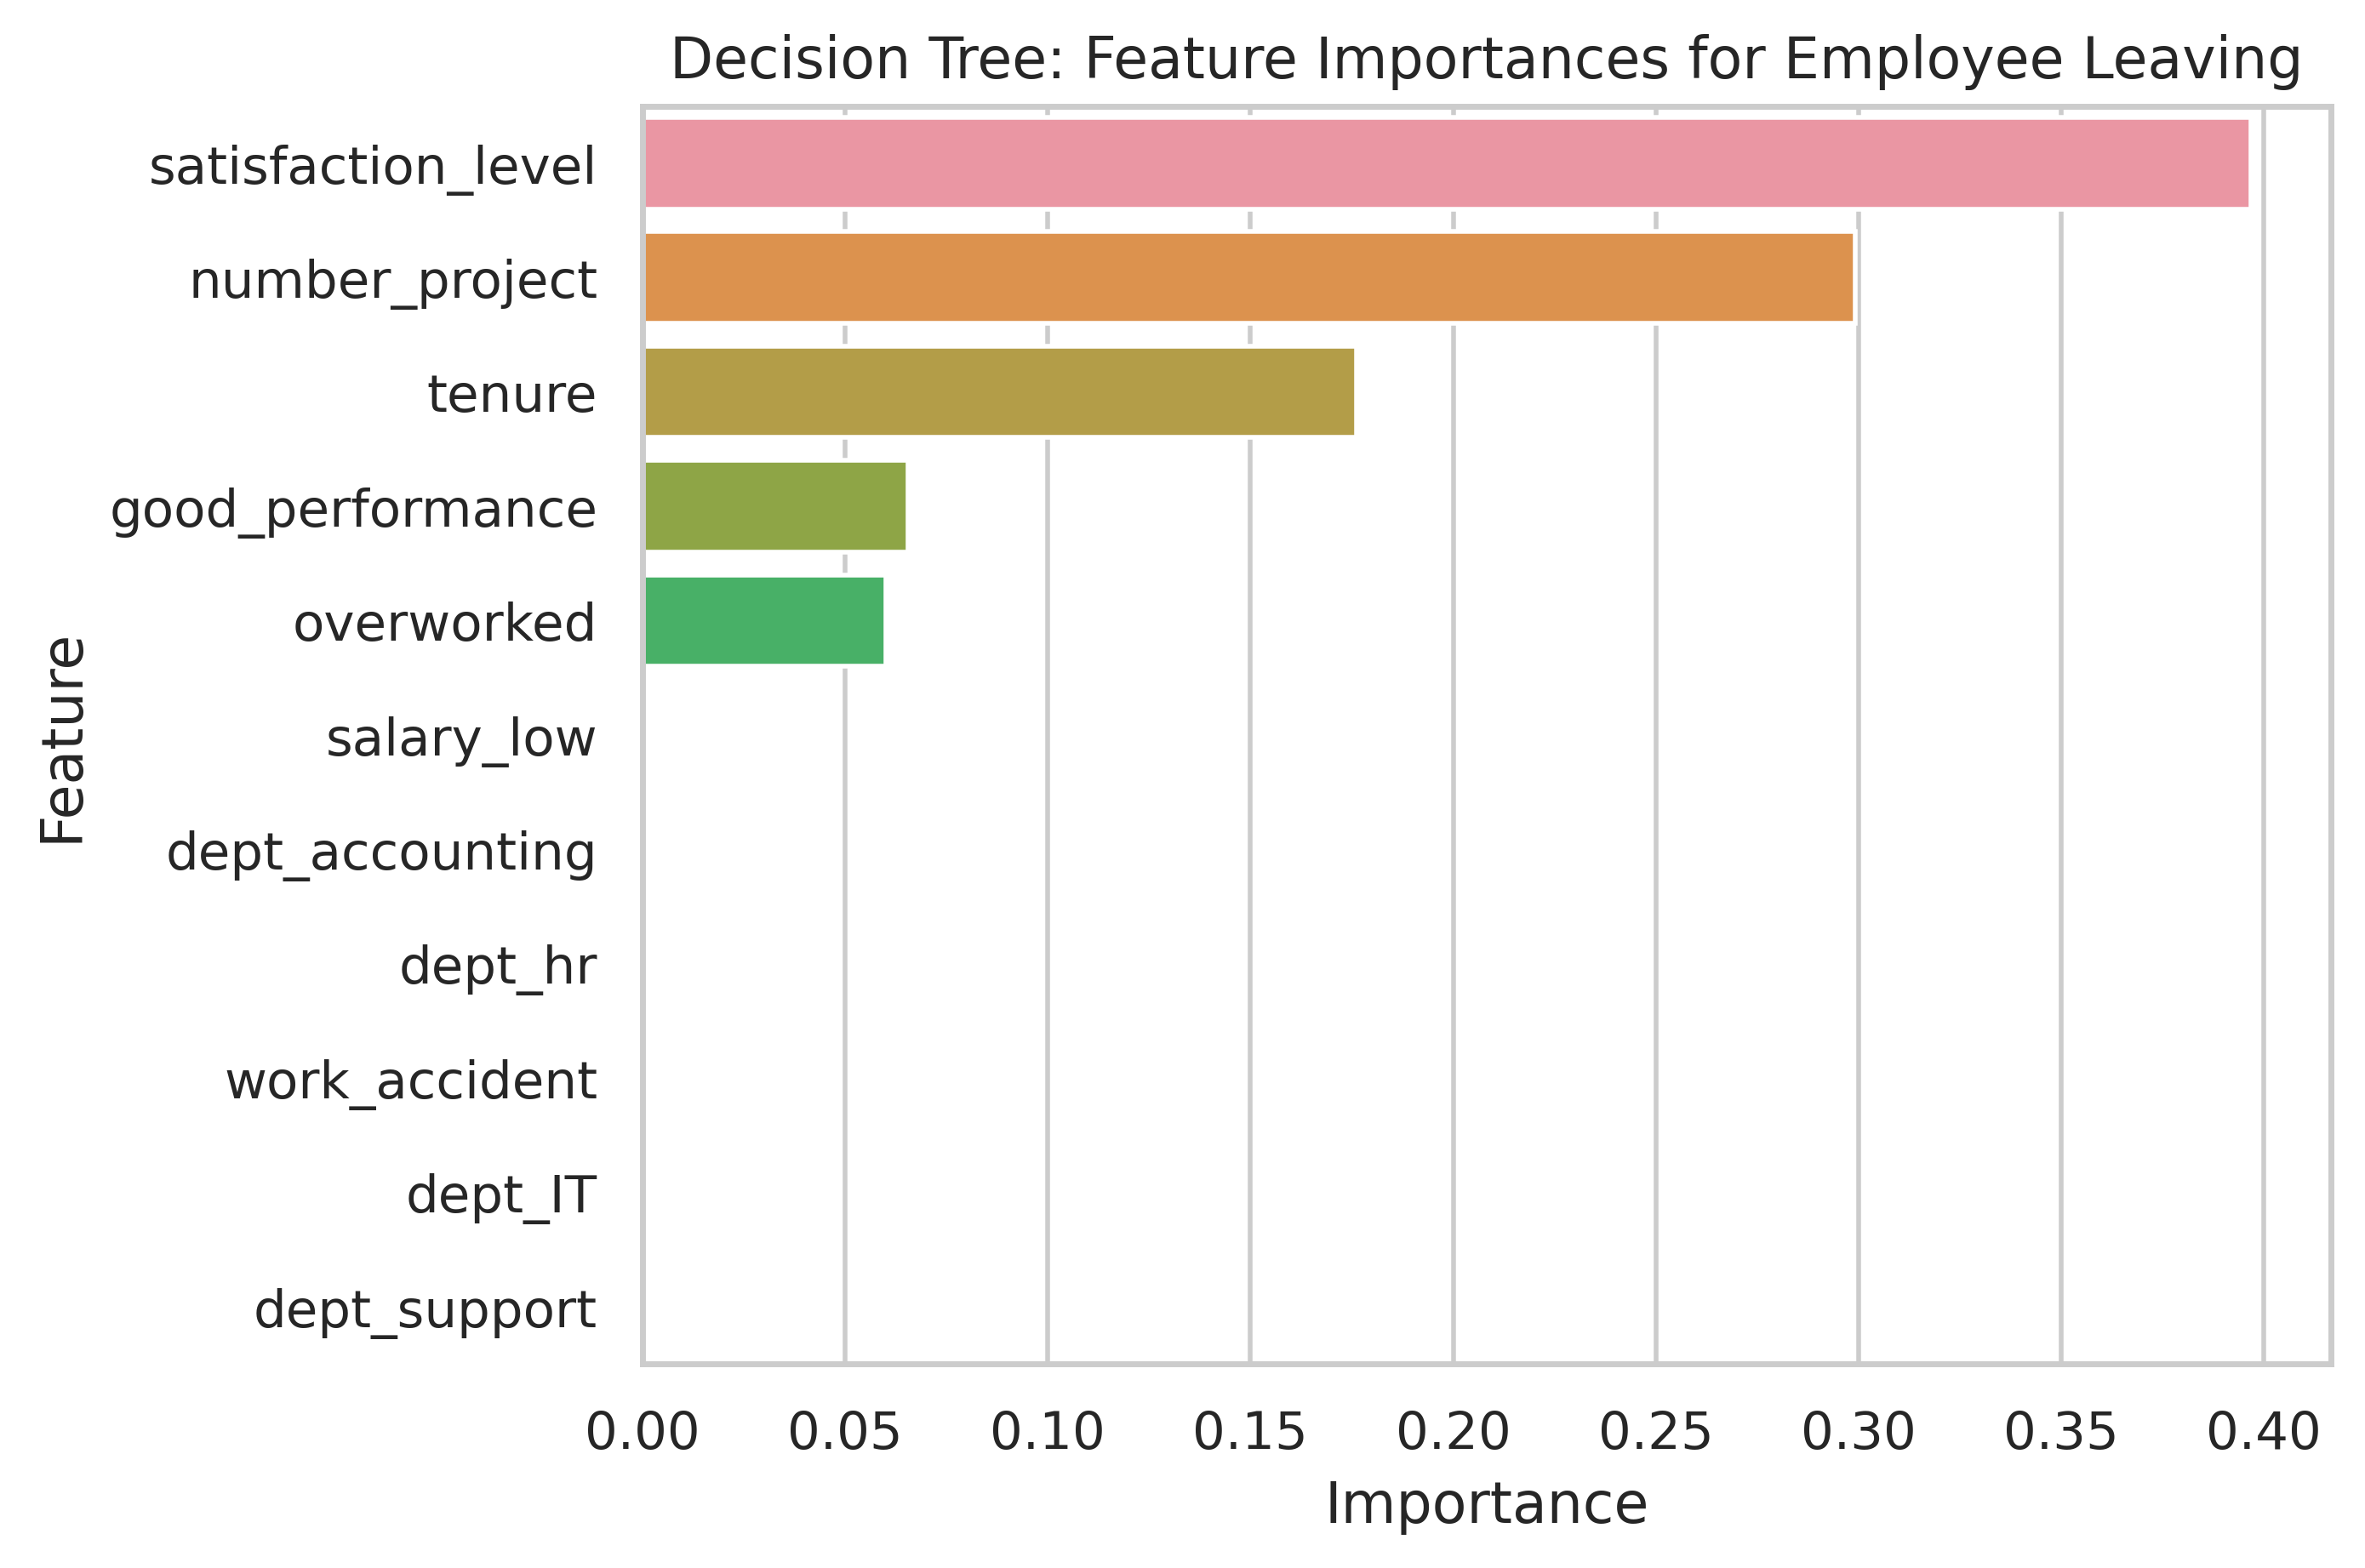 Decision Tree: Feature Importances for Employee Leaving
satisfaction_level
number_project
tenure
good_performance
overworked
salary_low
dept_accounting
dept_hr
work_accident
dept_IT
dept_support
Feature
0.00 0.05 0.10 0.15 0.20 0.25 0.30 0.35 0.40
Importance